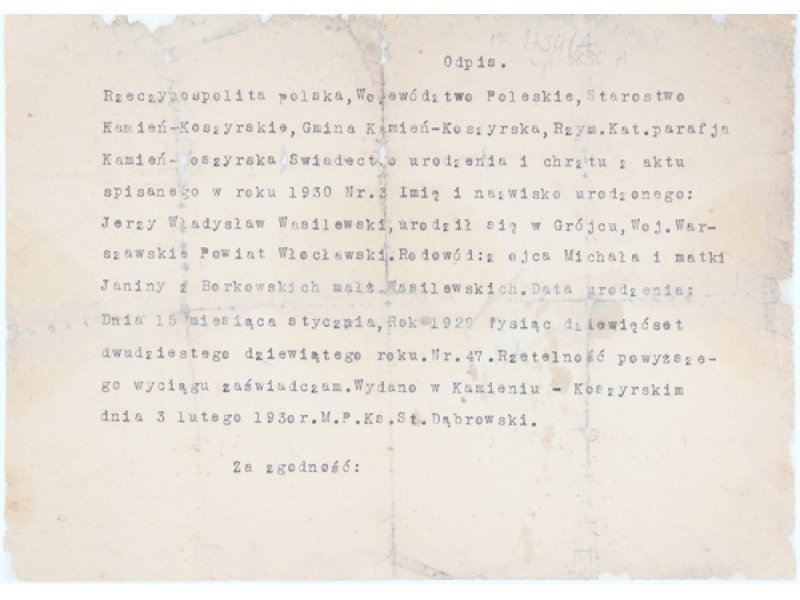 MK 1754/A
Odpis.
Rzeczypospolita polska,Województwo Poleskie,Starostwo
Kamień-Koszyrskie,Gmina Kamień-Koszyrska,Rzym.Kat.parafja
Kamień-Koszyrska Swiadectwo urodzenia i chrztu z aktu
spisanego w roku 1930 Nr.3 Imię i nazwisko urodzonego:
Jerzy Władysław Wasilewski,urodził się w Grójcu,Woj.War-
szawskie Powiat Włocławski.Rodowód:z ojca Michała i matki
Janiny z Borkowskich małż.Wasilewskich.Data urodzenia;
Dnia 15 miesiąca stycznia,Rok 1929 Tysiąc dziewięćset
dwudziestego dziewiątego roku.Nr.47.Rzetelność powyższe-
go wyciągu zaświadczam.Wydano w Kamieniu - Koszyrskim
dnia 3 lutego 1930r.M.P.Ks.St.Dąbrowski.
Za zgodność: